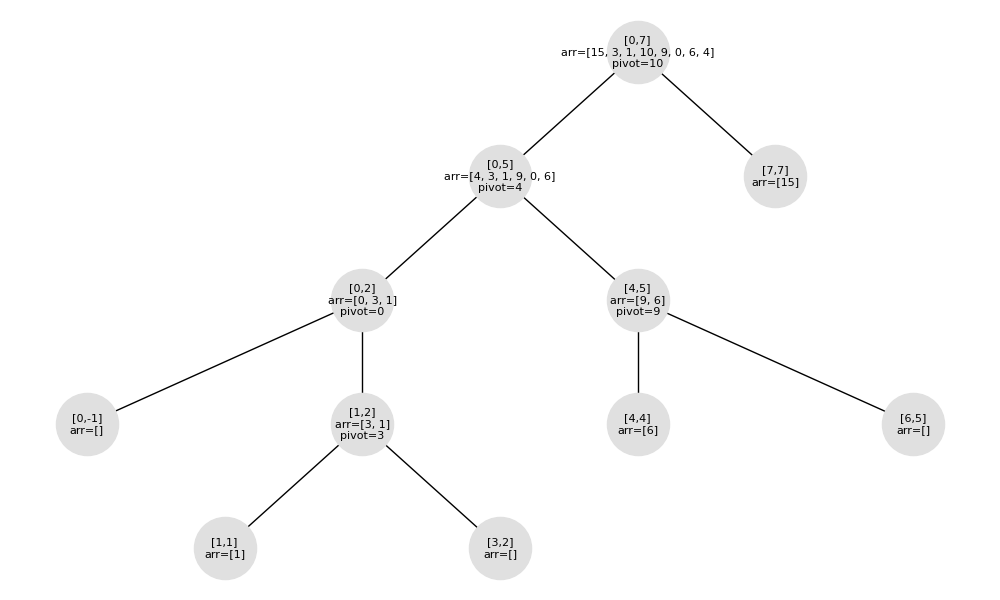 [0,7]
arr=[15, 3, 1, 10, 9, 0, 6, 4]
pivot=10
[0,5]
arr=[4, 3, 1, 9, 0, 6]
pivot=4
[7,7]
arr=[15]
[0,2]
arr=[0, 3, 1]
pivot=0
[4,5]
arr=[9, 6]
pivot=9
[0,-1]
arr=[]
[1,2]
arr=[3, 1]
pivot=3
[4,4]
arr=[6]
[6,5]
arr=[]
[1,1]
arr=[1]
[3,2]
arr=[]